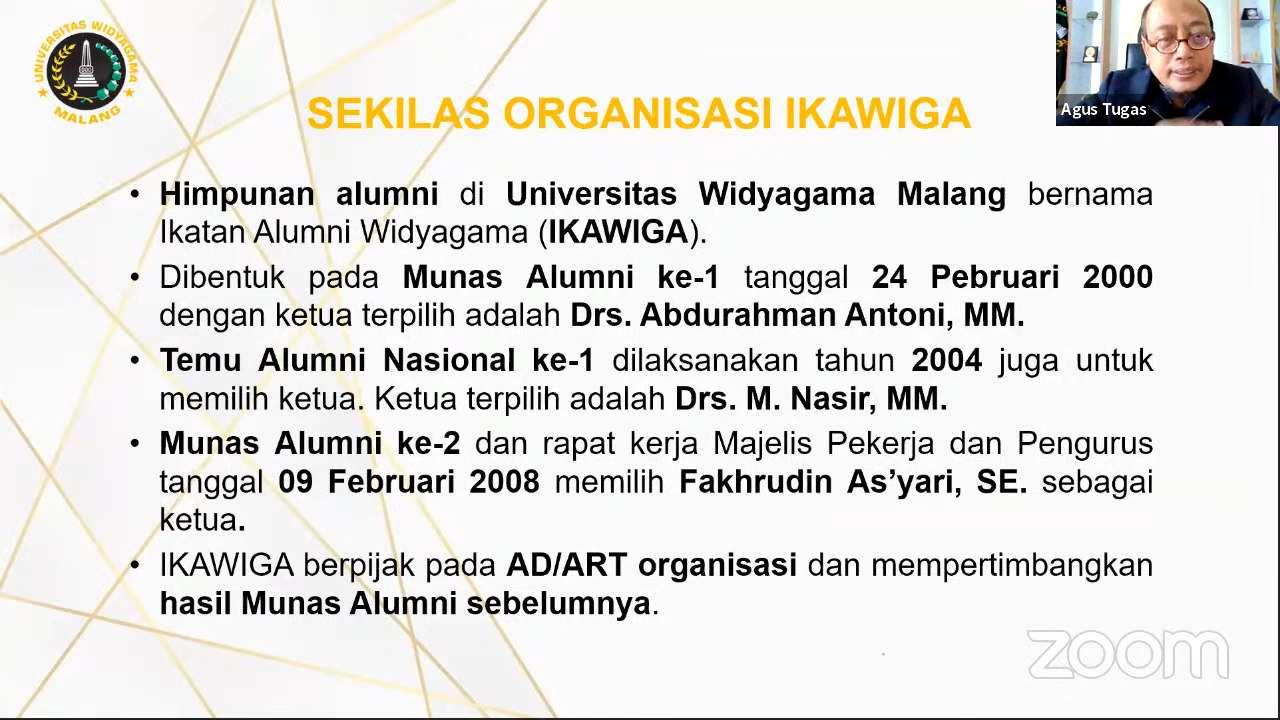 UNIVERSITAS WIDYAGAMA
MALANG
SEKILAS ORGANISASI IKAWIGA
Agus Tugas
• Himpunan alumni di Universitas Widyagama Malang bernama
Ikatan Alumni Widyagama (IKAWIGA).
• Dibentuk pada Munas Alumni ke-1 tanggal 24 Pebruari 2000
dengan ketua terpilih adalah Drs. Abdurahman Antoni, MM.
• Temu Alumni Nasional ke-1 dilaksanakan tahun 2004 juga untuk
memilih ketua. Ketua terpilih adalah Drs. M. Nasir, MM.
• Munas Alumni ke-2 dan rapat kerja Majelis Pekerja dan Pengurus
tanggal 09 Februari 2008 memilih Fakhrudin As’yari, SE. sebagai
ketua.
• IKAWIGA berpijak pada AD/ART organisasi dan mempertimbangkan
hasil Munas Alumni sebelumnya.
zoom